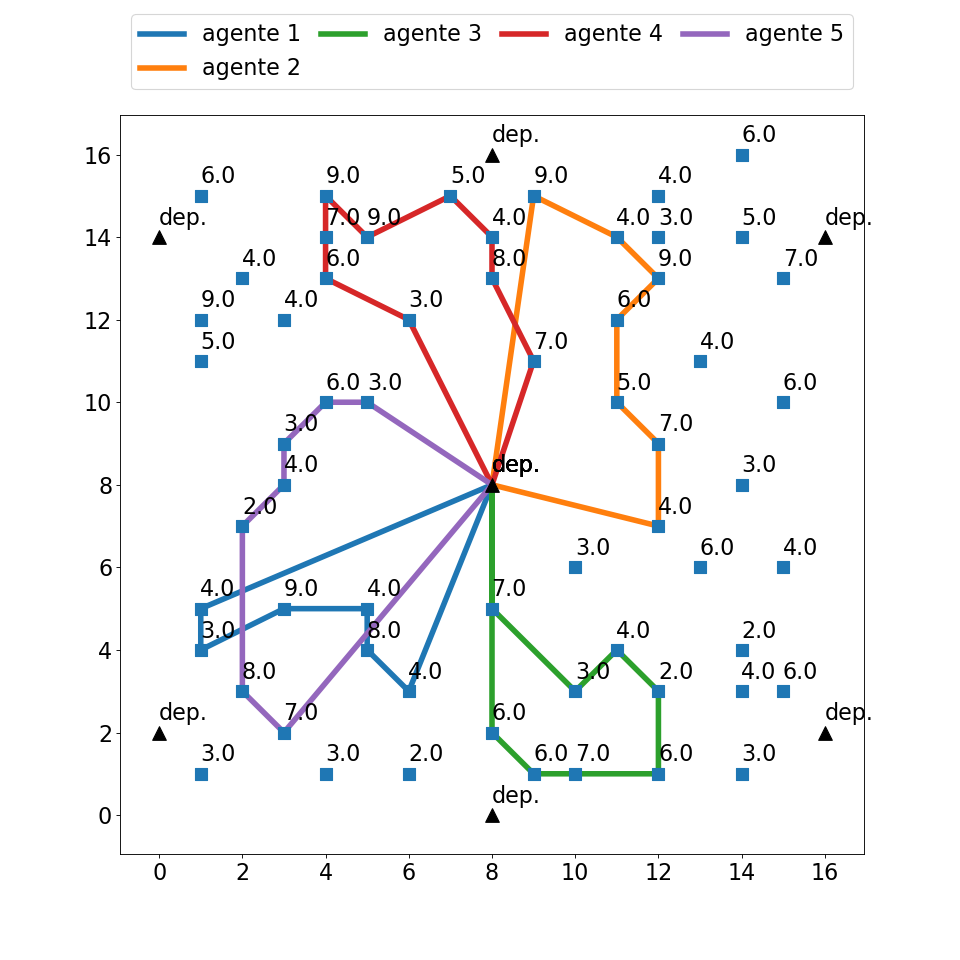 agente 1 agente 3 agente 4 agente 5
agente 2
6.0
dep.
6.0 9.0 5.0 9.0 4.0
dep. 7.0 9.0 4.0 4.0 3.0 5.0 dep.
4.0 6.0 8.0 9.0 7.0
9.0 4.0 3.0 6.0
5.0 7.0 4.0
6.0 3.0 5.0 6.0
3.0 7.0
4.0 dep. 3.0
2.0 4.0
3.0 6.0 4.0
4.0 9.0 4.0 7.0
3.0 8.0 4.0 2.0
8.0 4.0 3.0 2.0 4.0 6.0
dep. 7.0 6.0 dep.
3.0 3.0 2.0 6.0 7.0 6.0 3.0
dep.
16
14
12
10
8
6
4
2
0
0 2 4 6 8 10 12 14 16